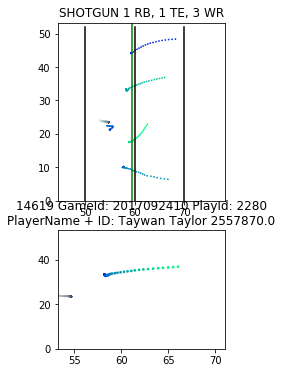 SHOTGUN 1 RB, 1 TE, 3 WR
50
40
30
20
10
0
50 60 70
14619 GameId: 2017092410 PlayId: 2280
PlayerName + ID: Taywan Taylor 2557870.0
40
20
0
55 60 65 70